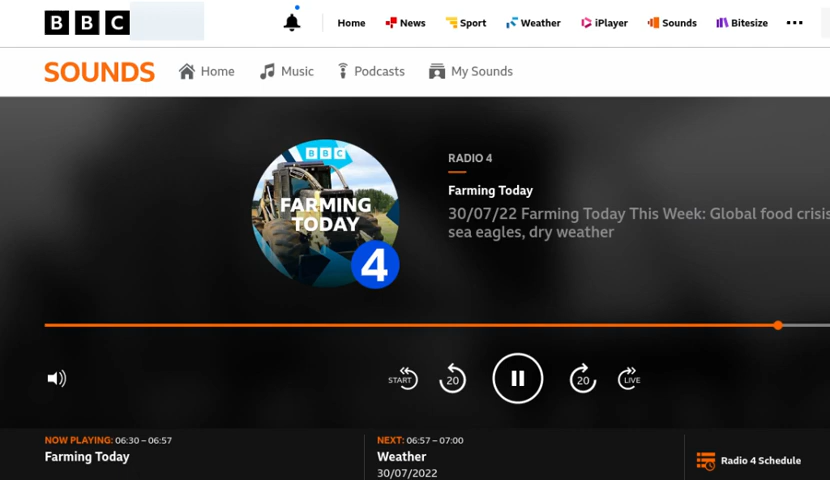 BBC
Home
News
Sport
Weather
iPlayer
Sounds
Bitesize
SOUNDS
Home
Music
Podcasts
My Sounds
BBC
FARMING
TODAY
4
RADIO 4
Farming Today
30/07/22 Farming Today This Week: Global food crisis
sea eagles, dry weather
START
20
20
LIVE
NOW PLAYING: 06:30 – 06:57
Farming Today
NEXT: 06:57 – 07:00
Weather
30/07/2022
Radio 4 Schedule